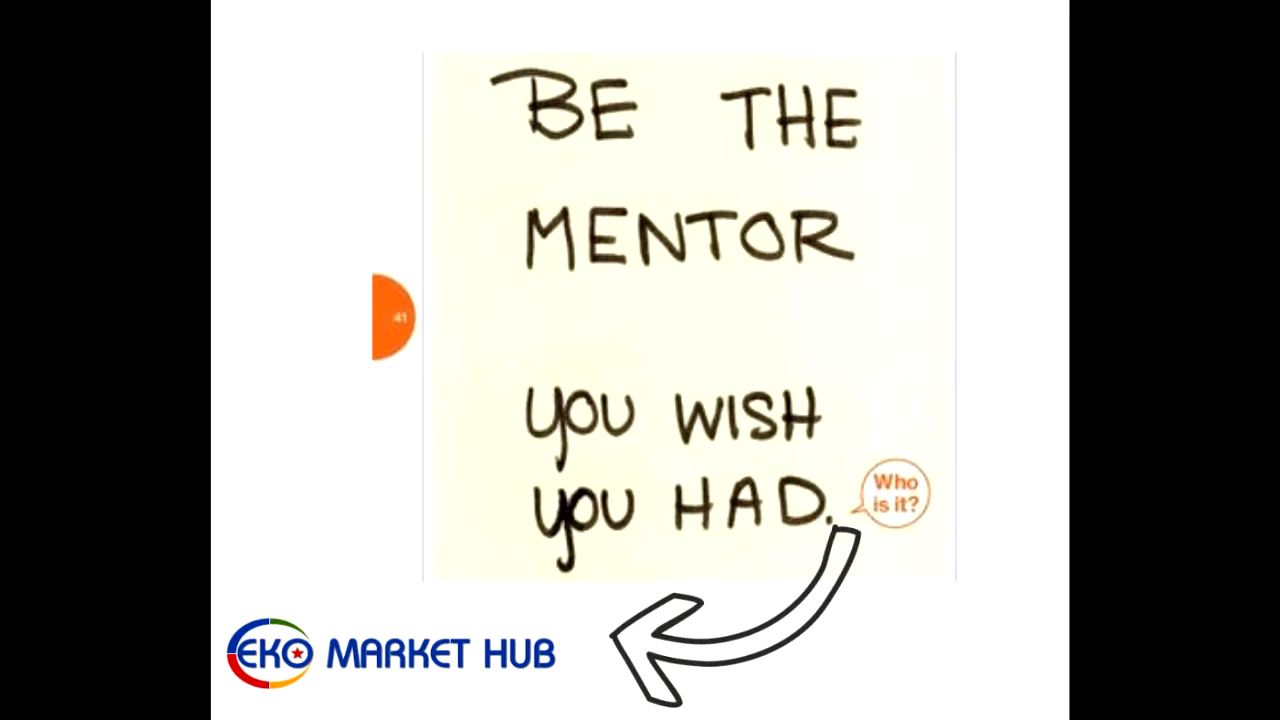 BE THE
MENTOR
41
you WISH
you HAD.
Who
is it?
EKO MARKET HUB